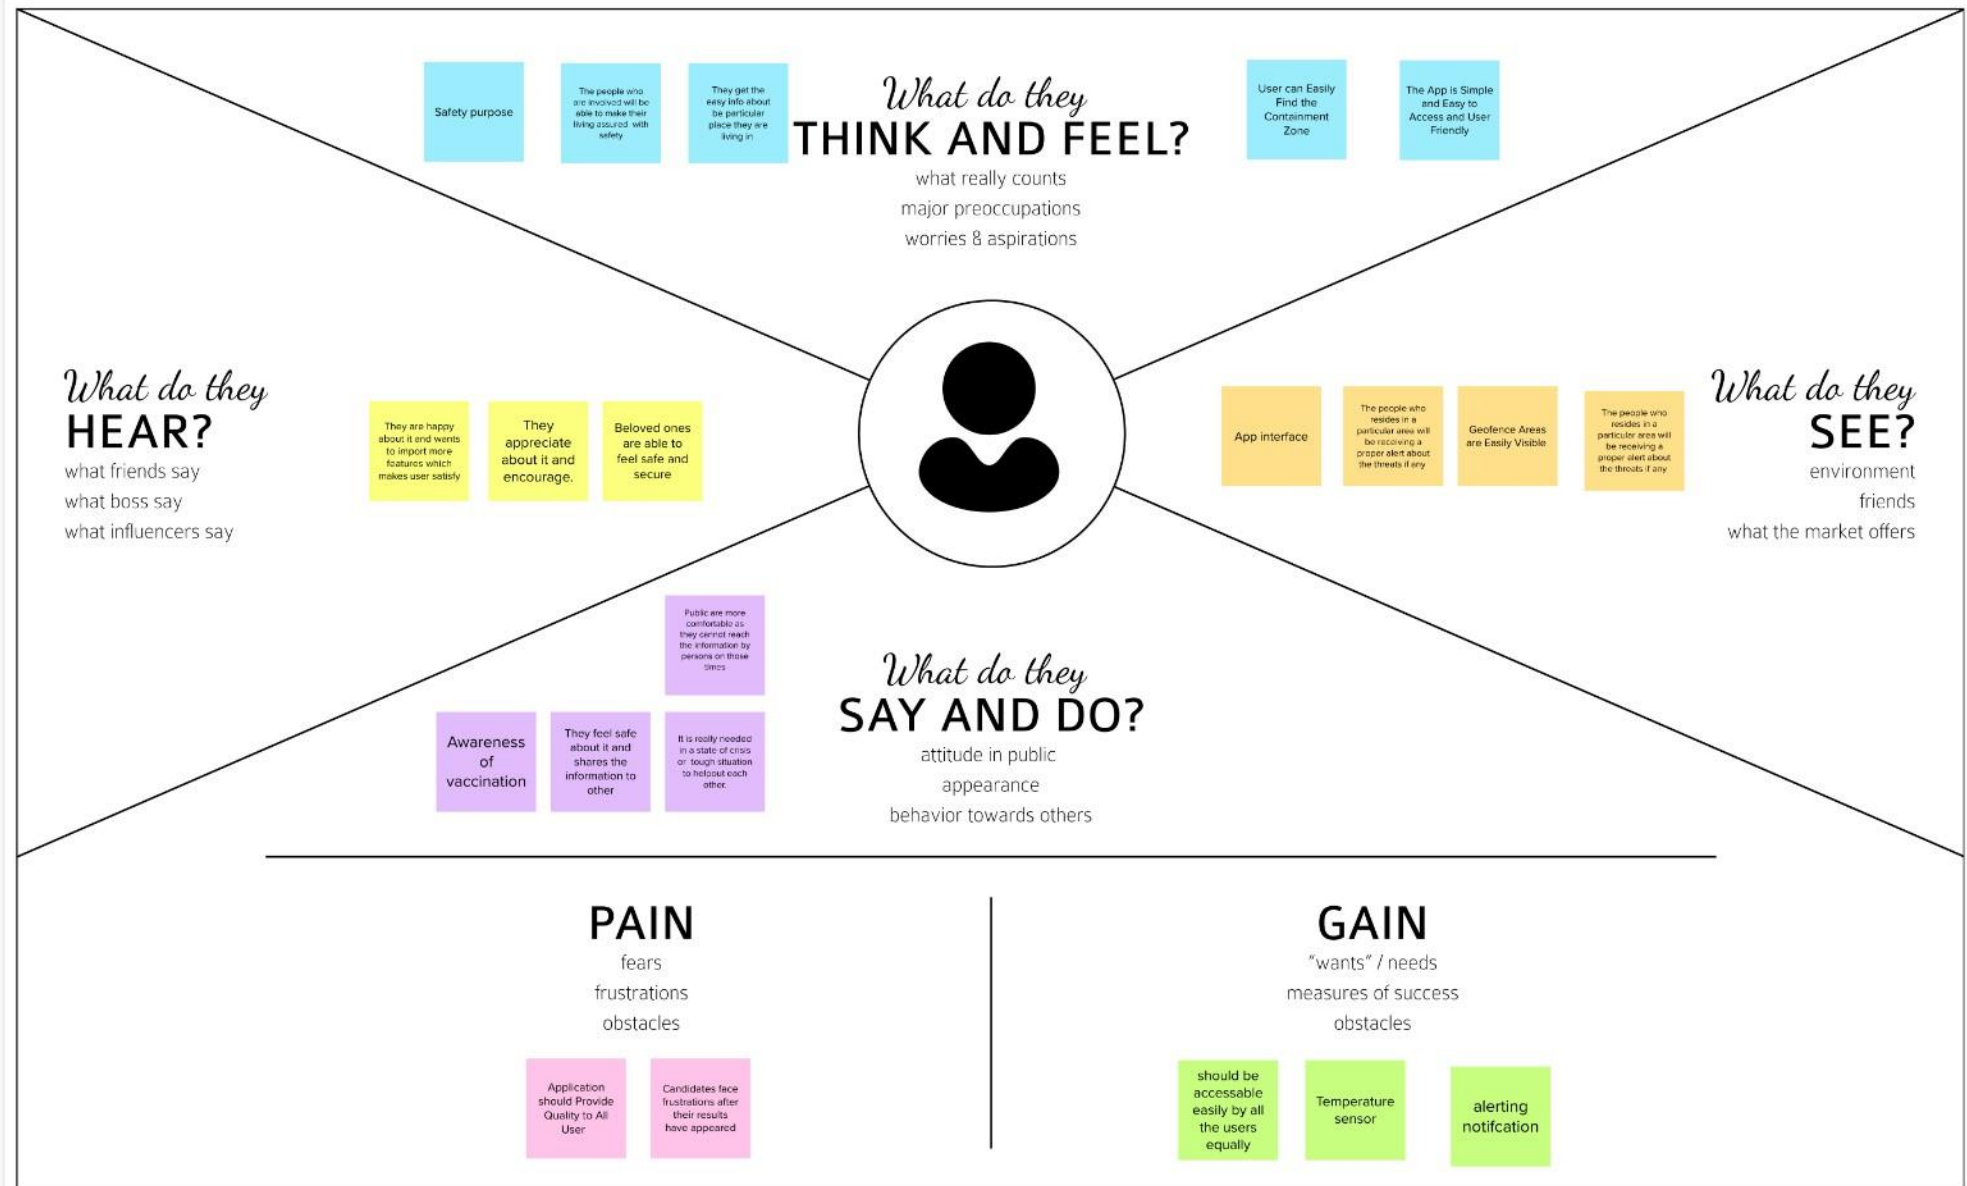 Safety purpose
The people who
are involved will be
able to make their
living assured with
safety
They get the
easy info about
be particular
place they are
living in
What do they
THINK AND FEEL?
what really counts
major preoccupations
worries & aspirations
User can Easily
Find the
Containment
Zone
The App is Simple
and Easy to
Access and User
Friendly
What do they
HEAR?
what friends say
what boss say
what influencers say
They are happy
about it and wants
to import more
features which
makes user satisfy
They
appreciate
about it and
encourage.
Beloved ones
are able to
feel safe and
secure
App interface
The people who
resides in a
particular area will
be receiving a
proper alert about
the threats if any
Geofence Areas
are Easily Visible
The people who
resides in a
particular area will
be receiving a
proper alert about
the threats if any
What do they
SEE?
environment
friends
what the market offers
Public are more
comfortable as
they cannot reach
the information by
persons on those
times
Awareness
of
vaccination
They feel safe
about it and
shares the
information to
other
It is really needed
in a state of crisis
or tough situation
to helpout each
other.
What do they
SAY AND DO?
attitude in public
appearance
behavior towards others
PAIN
fears
frustrations
obstacles
Application
should Provide
Quality to All
User
Candidates face
frustrations after
their results
have appeared
GAIN
"wants" / needs
measures of success
obstacles
should be
accessable
easily by all
the users
equally
Temperature
sensor
alerting
notifcation